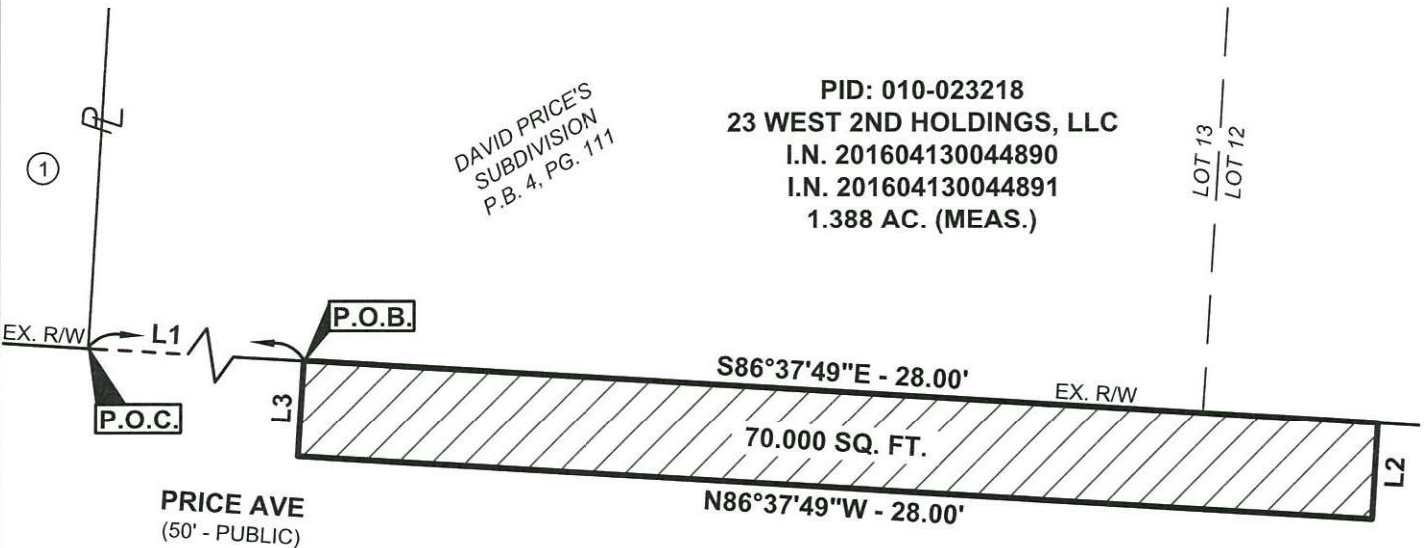 PL
1
DAVID PRICE'S
SUBDIVISION
P.B. 4, PG. 111
PID: 010-023218
23 WEST 2ND HOLDINGS, LLC
I.N. 201604130044890
I.N. 201604130044891
1.388 AC. (MEAS.)
LOT 13
LOT 12
P.O.B.
EX. R/W
L1
P.O.C.
L3
S86°37'49"E - 28.00'
EX. R/W
70.000 SQ. FT.
L2
N86°37'49"W - 28.00'
PRICE AVE
(50' - PUBLIC)